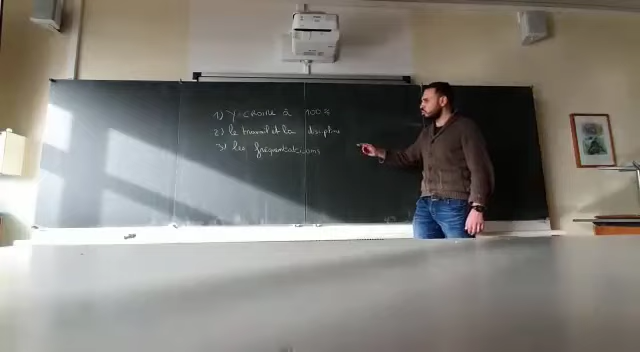 1) Y CROIRE à 100%
2) le travail et la discipline
3) les fréquentations